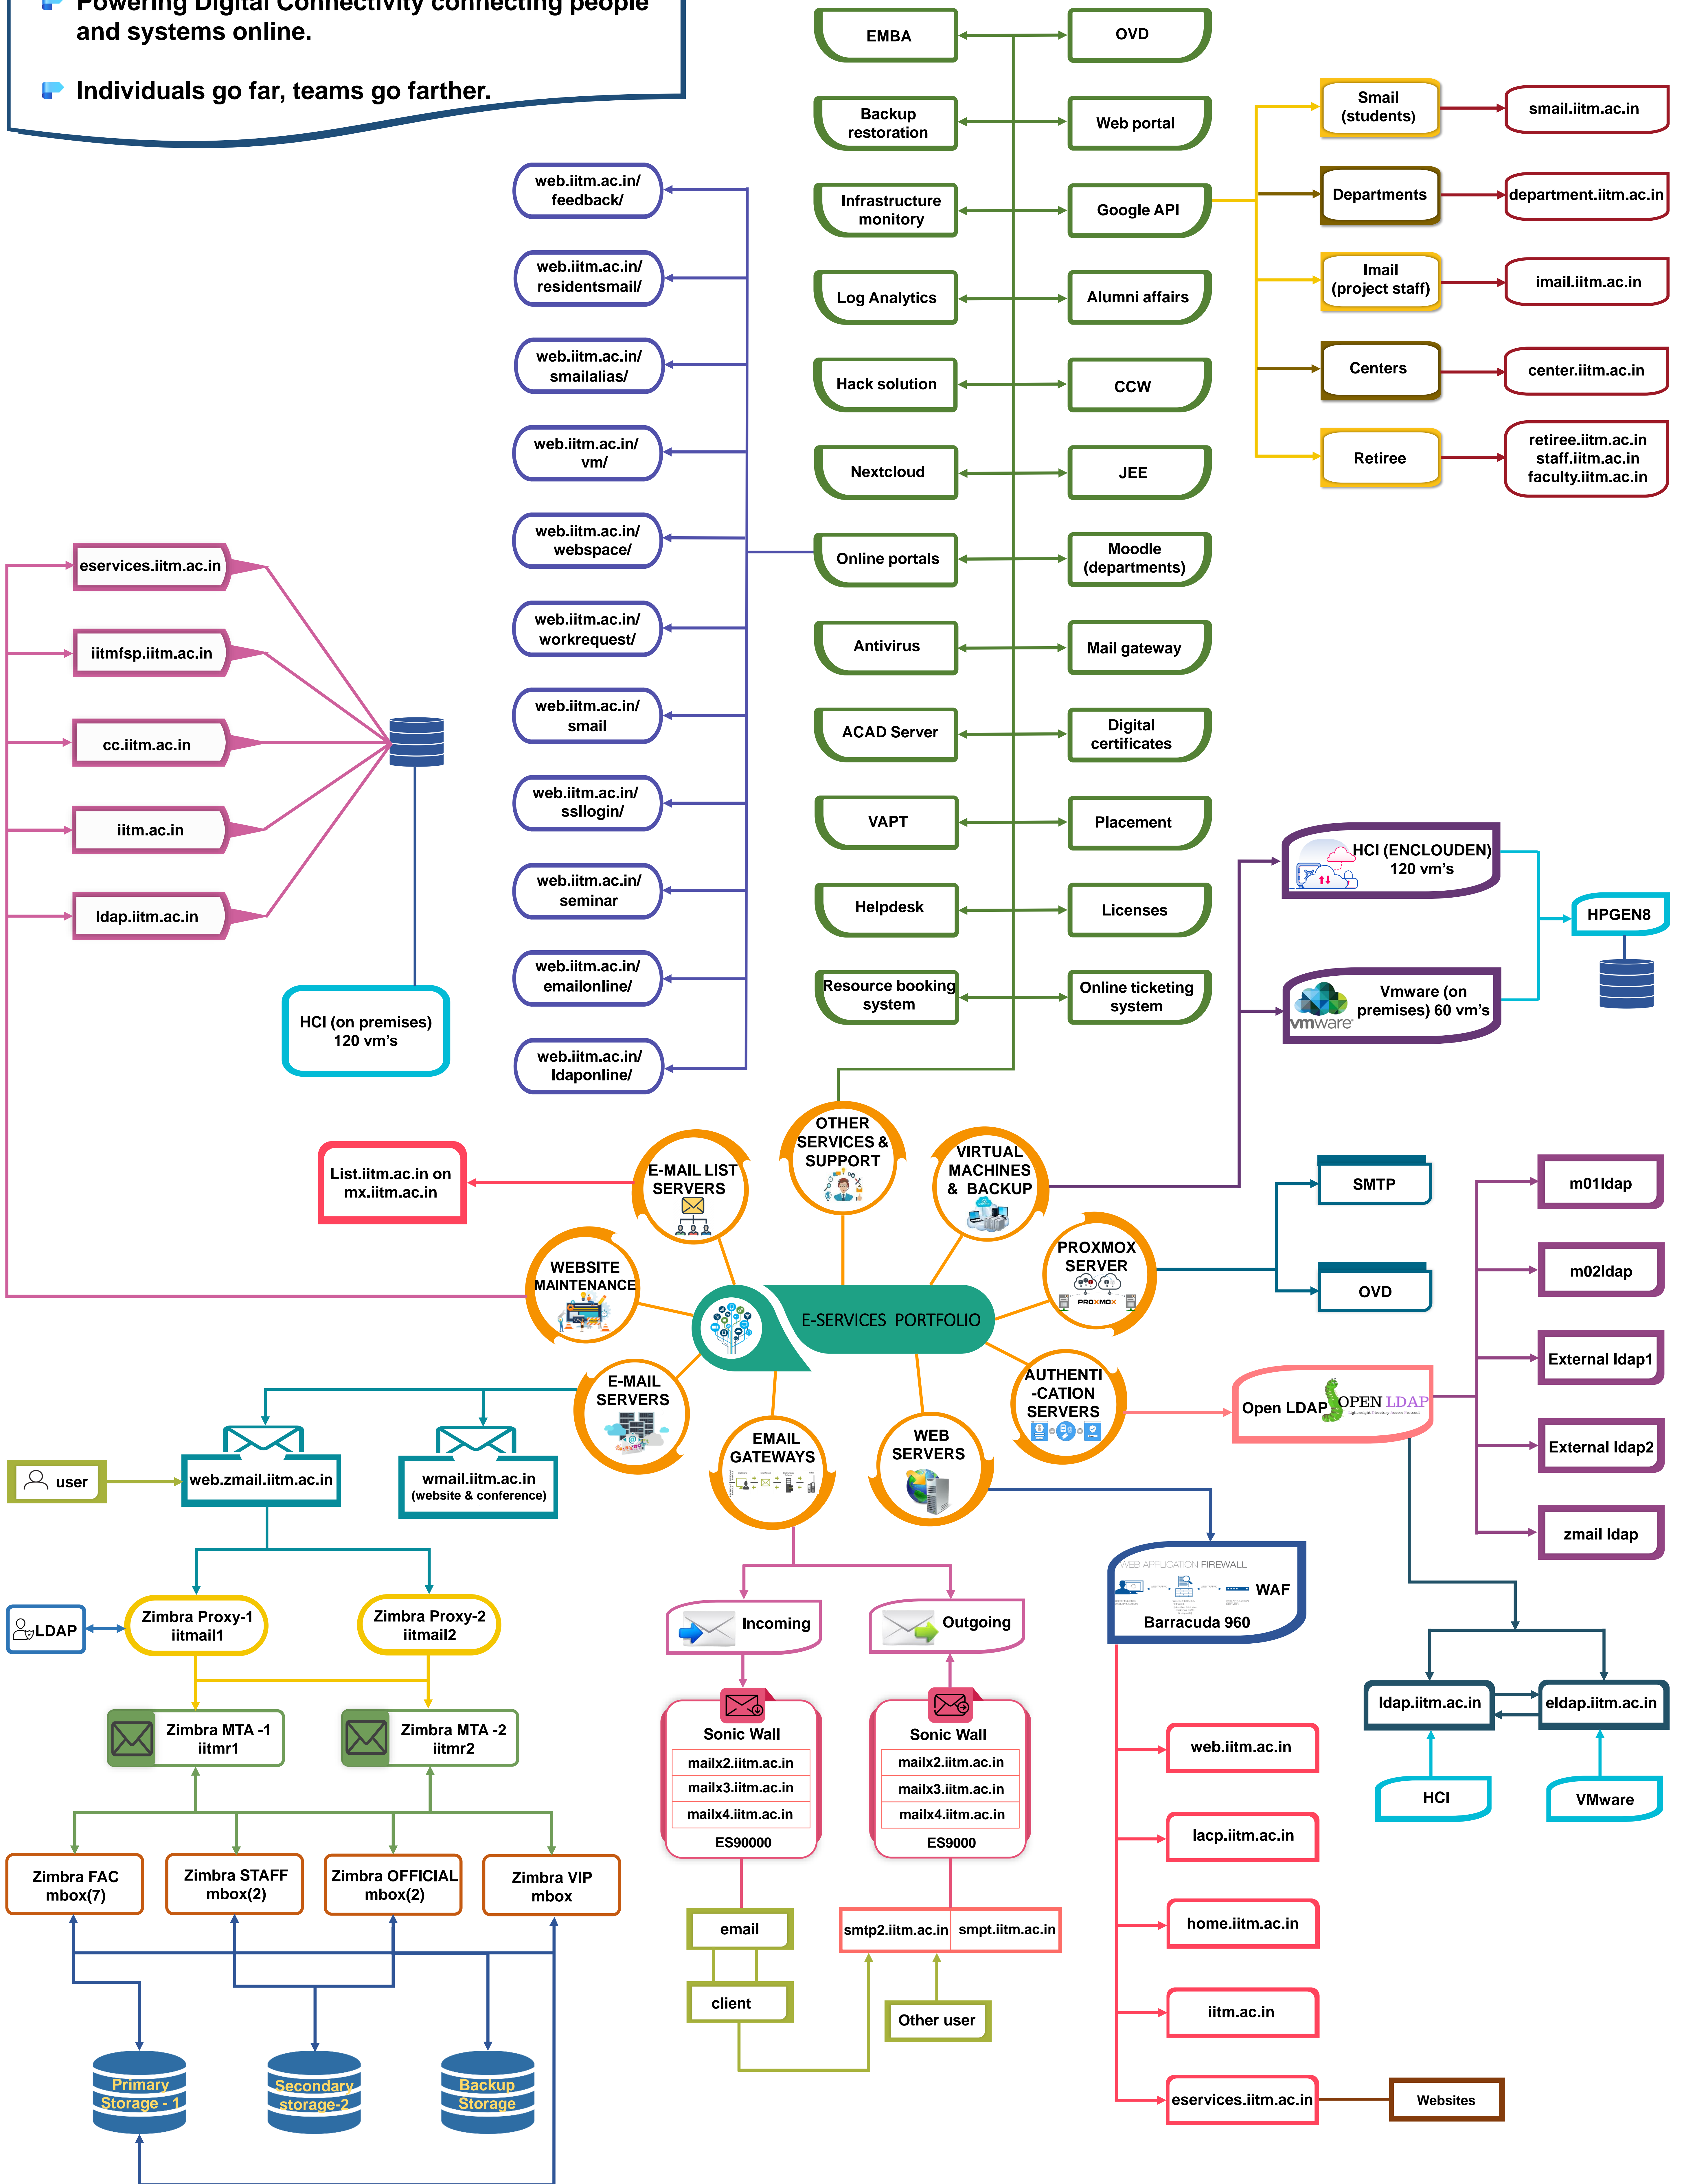 Powering Digital Connectivity connecting people
and systems online.
Individuals go far, teams go farther.
EMBA
OVD
Backup
restoration
Web portal
Infrastructure
monitory
Google API
Log Analytics
Alumni affairs
Hack solution
CCW
Nextcloud
JEE
Online portals
Moodle
(departments)
Antivirus
Mail gateway
ACAD Server
Digital
certificates
VAPT
Placement
Helpdesk
Licenses
Resource booking
system
Online ticketing
system
Smail
(students)
smail.iitm.ac.in
Departments
department.iitm.ac.in
Imail
(project staff)
imail.iitm.ac.in
Centers
center.iitm.ac.in
Retiree
retiree.iitm.ac.in
staff.iitm.ac.in
faculty.iitm.ac.in
web.iitm.ac.in/
feedback/
web.iitm.ac.in/
residentsmail/
web.iitm.ac.in/
smailalias/
web.iitm.ac.in/
vm/
web.iitm.ac.in/
webspace/
web.iitm.ac.in/
workrequest/
web.iitm.ac.in/
smail
web.iitm.ac.in/
ssllogin/
web.iitm.ac.in/
seminar
web.iitm.ac.in/
emailonline/
web.iitm.ac.in/
ldaponline/
eservices.iitm.ac.in
iitmfsp.iitm.ac.in
cc.iitm.ac.in
iitm.ac.in
ldap.iitm.ac.in
HCI (on premises)
120 vm's
HCI (ENCLOUDEN)
120 vm's
Vmware (on
premises) 60 vm's
vmware
HPGEN8
List.iitm.ac.in on
mx.iitm.ac.in
E-MAIL LIST
SERVERS
OTHER
SERVICES &
SUPPORT
VIRTUAL
MACHINES
& BACKUP
WEBSITE
MAINTENANCE
PROXMOX
SERVER
PROXMOX
E-SERVICES PORTFOLIO
E-MAIL
SERVERS
EMAIL
GATEWAYS
WEB
SERVERS
AUTHENTI
-CATION
SERVERS
SMTP
OVD
Open LDAP
OPEN LDAP
m01ldap
m02ldap
External ldap1
External ldap2
zmail ldap
user
web.zmail.iitm.ac.in
wmail.iitm.ac.in
(website & conference)
LDAP
Zimbra Proxy-1
iitmail1
Zimbra Proxy-2
iitmail2
Zimbra MTA -1
iitmr1
Zimbra MTA -2
iitmr2
Zimbra FAC
mbox(7)
Zimbra STAFF
mbox(2)
Zimbra OFFICIAL
mbox(2)
Zimbra VIP
mbox
Primary
Storage - 1
Secondary
storage-2
Backup
Storage
Incoming
Outgoing
Sonic Wall
mailx2.iitm.ac.in
mailx3.iitm.ac.in
mailx4.iitm.ac.in
ES90000
Sonic Wall
mailx2.iitm.ac.in
mailx3.iitm.ac.in
mailx4.iitm.ac.in
ES9000
email
client
smtp2.iitm.ac.in
smpt.iitm.ac.in
Other user
WEB APPLICATION FIREWALL
WAF
Barracuda 960
web.iitm.ac.in
lacp.iitm.ac.in
home.iitm.ac.in
iitm.ac.in
eservices.iitm.ac.in
Websites
ldap.iitm.ac.in
eldap.iitm.ac.in
HCI
VMware